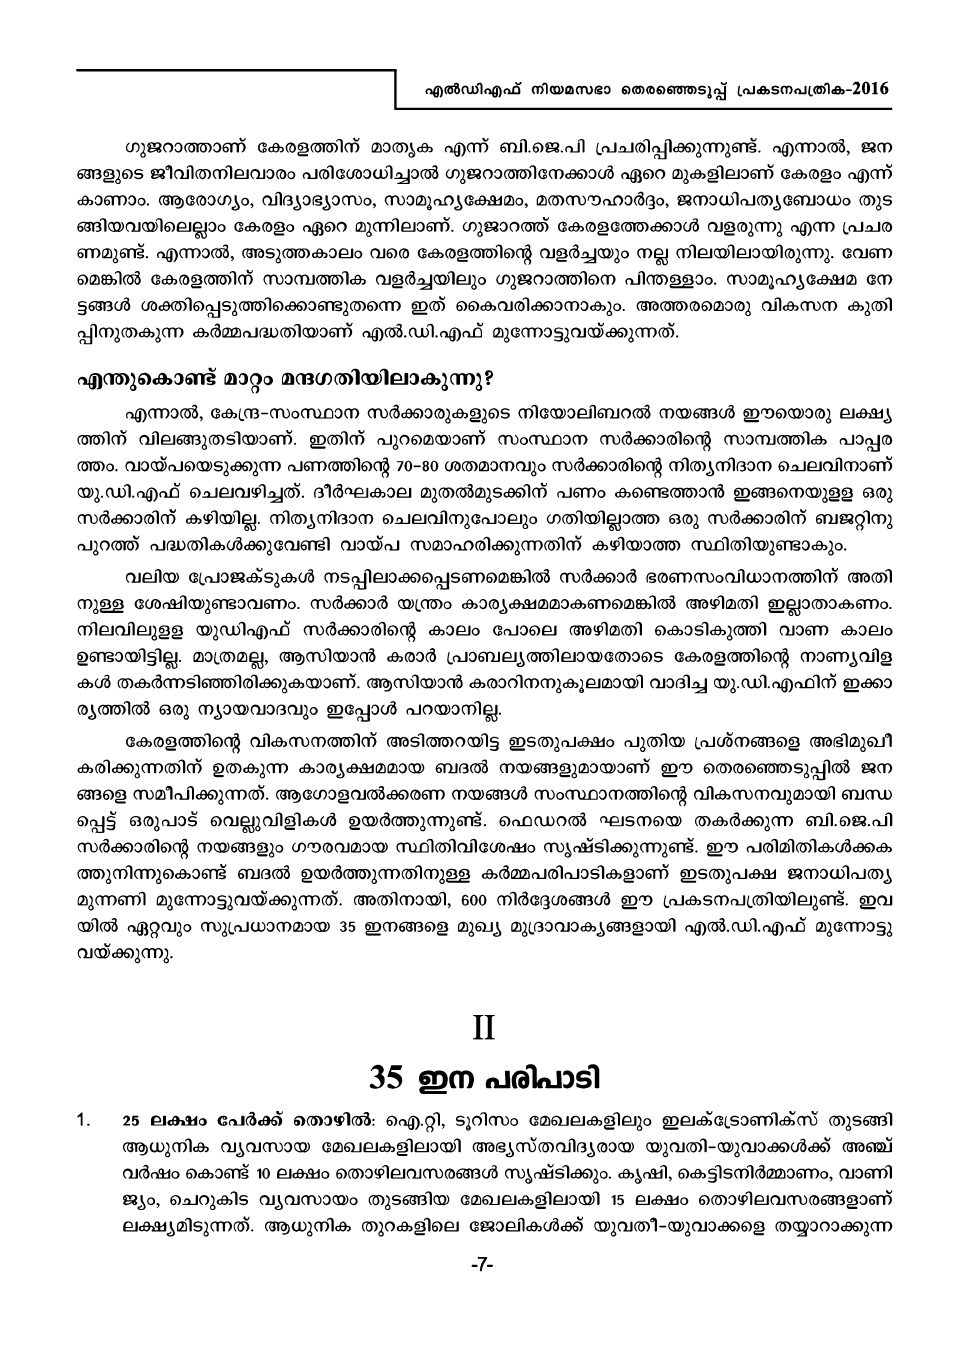 എൽഡിഎഫ് നിയമസഭാ തെരഞ്ഞെടുപ്പ് പ്രകടനപത്രിക-2016
ഗുജറാത്താണ് കേരളത്തിന് മാതൃക എന്ന് ബി.ജെ.പി പ്രചരിപ്പിക്കുന്നുണ്ട്. എന്നാൽ, ജന
ങ്ങളുടെ ജീവിതനിലവാരം പരിശോധിച്ചാൽ ഗുജറാത്തിനേക്കാൾ ഏറെ മുകളിലാണ് കേരളം എന്ന്
കാണാം. ആരോഗ്യം, വിദ്യാഭ്യാസം, സാമൂഹ്യക്ഷേമം, മതസൗഹാർദ്ദം, ജനാധിപത്യബോധം തുട
ങ്ങിയവയിലെല്ലാം കേരളം ഏറെ മുന്നിലാണ്. ഗുജാറത്ത് കേരളത്തേക്കാൾ വളരുന്നു എന്ന പ്രചര
ണമുണ്ട്. എന്നാൽ, അടുത്തകാലം വരെ കേരളത്തിന്റെ വളർച്ചയും നല്ല നിലയിലായിരുന്നു. വേണ
മെങ്കിൽ കേരളത്തിന് സാമ്പത്തിക വളർച്ചയിലും ഗുജറാത്തിനെ പിന്തള്ളാം. സാമൂഹ്യക്ഷേമ നേ
ട്ടങ്ങൾ ശക്തിപ്പെടുത്തിക്കൊണ്ടുതന്നെ ഇത് കൈവരിക്കാനാകും. അത്തരമൊരു വികസന കുതി
പ്പിനുതകുന്ന കർമ്മപദ്ധതിയാണ് എൽ.ഡി.എഫ് മുന്നോട്ടുവയ്ക്കുന്നത്.
എന്തുകൊണ്ട് മാറ്റം മന്ദഗതിയിലാകുന്നു?
എന്നാൽ, കേന്ദ്ര-സംസ്ഥാന സർക്കാരുകളുടെ നിയോലിബറൽ നയങ്ങൾ ഈയൊരു ലക്ഷ്യ
ത്തിന് വിലങ്ങുതടിയാണ്. ഇതിന് പുറമെയാണ് സംസ്ഥാന സർക്കാരിന്റെ സാമ്പത്തിക പാപ്പര
ത്തം. വായ്പയെടുക്കുന്ന പണത്തിന്റെ 70-80 ശതമാനവും സർക്കാരിന്റെ നിത്യനിദാന ചെലവിനാണ്
യു.ഡി.എഫ് ചെലവഴിച്ചത്. ദീർഘകാല മുതൽമുടക്കിന് പണം കണ്ടെത്താൻ ഇങ്ങനെയുളള ഒരു
സർക്കാരിന് കഴിയില്ല. നിത്യനിദാന ചെലവിനുപോലും ഗതിയില്ലാത്ത ഒരു സർക്കാരിന് ബജറ്റിനു
പുറത്ത് പദ്ധതികൾക്കുവേണ്ടി വായ്പ സമാഹരിക്കുന്നതിന് കഴിയാത്ത സ്ഥിതിയുണ്ടാകും.
വലിയ പ്രോജക്ടുകൾ നടപ്പിലാക്കപ്പെടണമെങ്കിൽ സർക്കാർ ഭരണസംവിധാനത്തിന് അതി
നുള്ള ശേഷിയുണ്ടാവണം. സർക്കാർ യന്ത്രം കാര്യക്ഷമമാകണമെങ്കിൽ അഴിമതി ഇല്ലാതാകണം.
നിലവിലുളള യുഡിഎഫ് സർക്കാരിന്റെ കാലം പോലെ അഴിമതി കൊടികുത്തി വാണ കാലം
ഉണ്ടായിട്ടില്ല. മാത്രമല്ല, ആസിയാൻ കരാർ പ്രാബല്യത്തിലായതോടെ കേരളത്തിന്റെ നാണ്യവിള
കൾ തകർന്നടിഞ്ഞിരിക്കുകയാണ്. ആസിയാൻ കരാറിനനുകൂലമായി വാദിച്ച യു.ഡി.എഫിന് ഇക്കാ
ര്യത്തിൽ ഒരു ന്യായവാദവും ഇപ്പോൾ പറയാനില്ല.
കേരളത്തിന്റെ വികസനത്തിന് അടിത്തറയിട്ട ഇടതുപക്ഷം പുതിയ പ്രശ്നങ്ങളെ അഭിമുഖീ
കരിക്കുന്നതിന് ഉതകുന്ന കാര്യക്ഷമമായ ബദൽ നയങ്ങളുമായാണ് ഈ തെരഞ്ഞെടുപ്പിൽ ജന
ങ്ങളെ സമീപിക്കുന്നത്. ആഗോളവൽക്കരണ നയങ്ങൾ സംസ്ഥാനത്തിന്റെ വികസനവുമായി ബന്ധ
പ്പെട്ട് ഒരുപാട് വെല്ലുവിളികൾ ഉയർത്തുന്നുണ്ട്. ഫെഡറൽ ഘടനയെ തകർക്കുന്ന ബി.ജെ.പി
സർക്കാരിന്റെ നയങ്ങളും ഗൗരവമായ സ്ഥിതിവിശേഷം സൃഷ്ടിക്കുന്നുണ്ട്. ഈ പരിമിതികൾക്കക
ത്തുനിന്നുകൊണ്ട് ബദൽ ഉയർത്തുന്നതിനുള്ള കർമ്മപരിപാടികളാണ് ഇടതുപക്ഷ ജനാധിപത്യ
മുന്നണി മുന്നോട്ടുവയ്ക്കുന്നത്. അതിനായി, 600 നിർദ്ദേശങ്ങൾ ഈ പ്രകടനപത്രിയിലുണ്ട്. ഇവ
യിൽ ഏറ്റവും സുപ്രധാനമായ 35 ഇനങ്ങളെ മുഖ്യ മുദ്രാവാക്യങ്ങളായി എൽ.ഡി.എഫ് മുന്നോട്ടു
വയ്ക്കുന്നു.
II
35 ഇന പരിപാടി
1. 25 ലക്ഷം പേർക്ക് തൊഴിൽ: ഐ.റ്റി, ടൂറിസം മേഖലകളിലും ഇലക്ട്രോണിക്സ് തുടങ്ങി
ആധുനിക വ്യവസായ മേഖലകളിലായി അഭ്യസ്തവിദ്യരായ യുവതി-യുവാക്കൾക്ക് അഞ്ച്
വർഷം കൊണ്ട് 10 ലക്ഷം തൊഴിലവസരങ്ങൾ സൃഷ്ടിക്കും. കൃഷി, കെട്ടിടനിർമ്മാണം, വാണി
ജ്യം, ചെറുകിട വ്യവസായം തുടങ്ങിയ മേഖലകളിലായി 15 ലക്ഷം തൊഴിലവസരങ്ങളാണ്
ലക്ഷ്യമിടുന്നത്. ആധുനിക തുറകളിലെ ജോലികൾക്ക് യുവതീ-യുവാക്കളെ തയ്യാറാക്കുന്ന
-7-